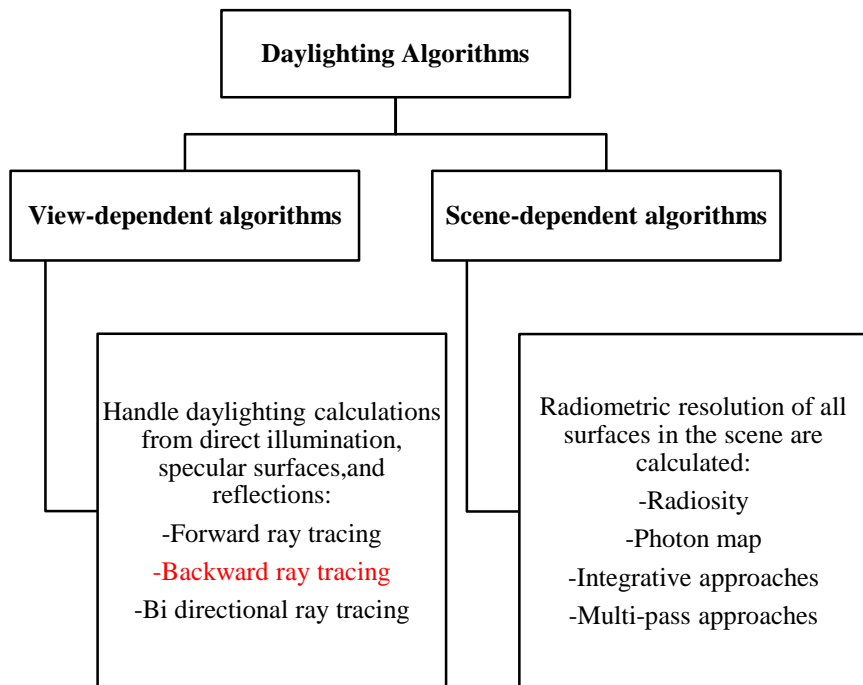 Daylighting Algorithms
View-dependent algorithms
Scene-dependent algorithms
Handle daylighting calculations
from direct illumination,
specular surfaces,and
reflections:
-Forward ray tracing
-Backward ray tracing
-Bi directional ray tracing
Radiometric resolution of all
surfaces in the scene are
calculated:
-Radiosity
-Photon map
-Integrative approaches
-Multi-pass approaches